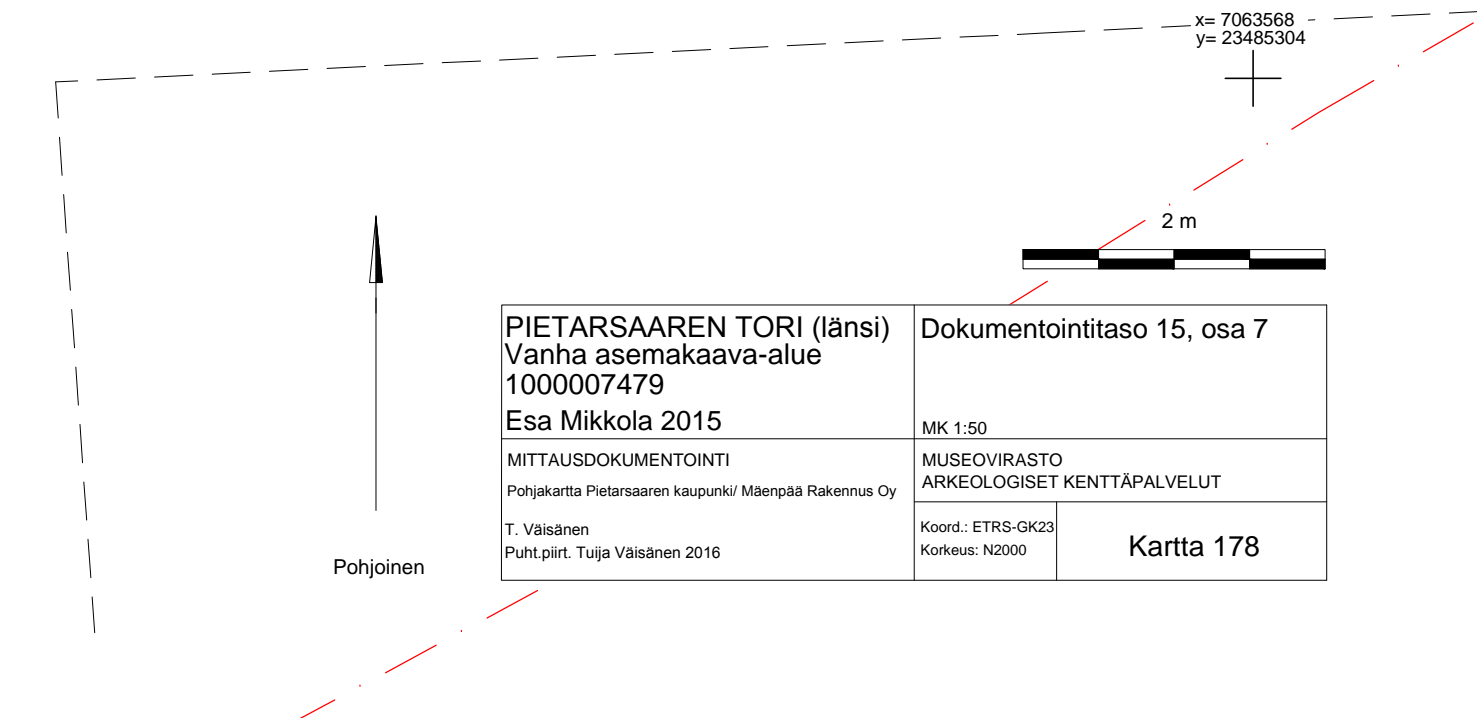 x= 7063568
y= 23485304
2 m
PIETARSAAREN TORI (länsi)
Vanha asemakaava-alue
1000007479
Esa Mikkola 2015
Dokumentointitaso 15, osa 7
MK 1:50
MITTAUSDOKUMENTOINTI
Pohjakartta Pietarsaaren kaupunki/ Mäenpää Rakennus Oy
T. Väisänen
Puht.piirt. Tuija Väisänen 2016
MUSEOVIRASTO
ARKEOLOGISET KENTTÄPALVELUT
Koord.: ETRS-GK23
Korkeus: N2000
Kartta 178
Pohjoinen